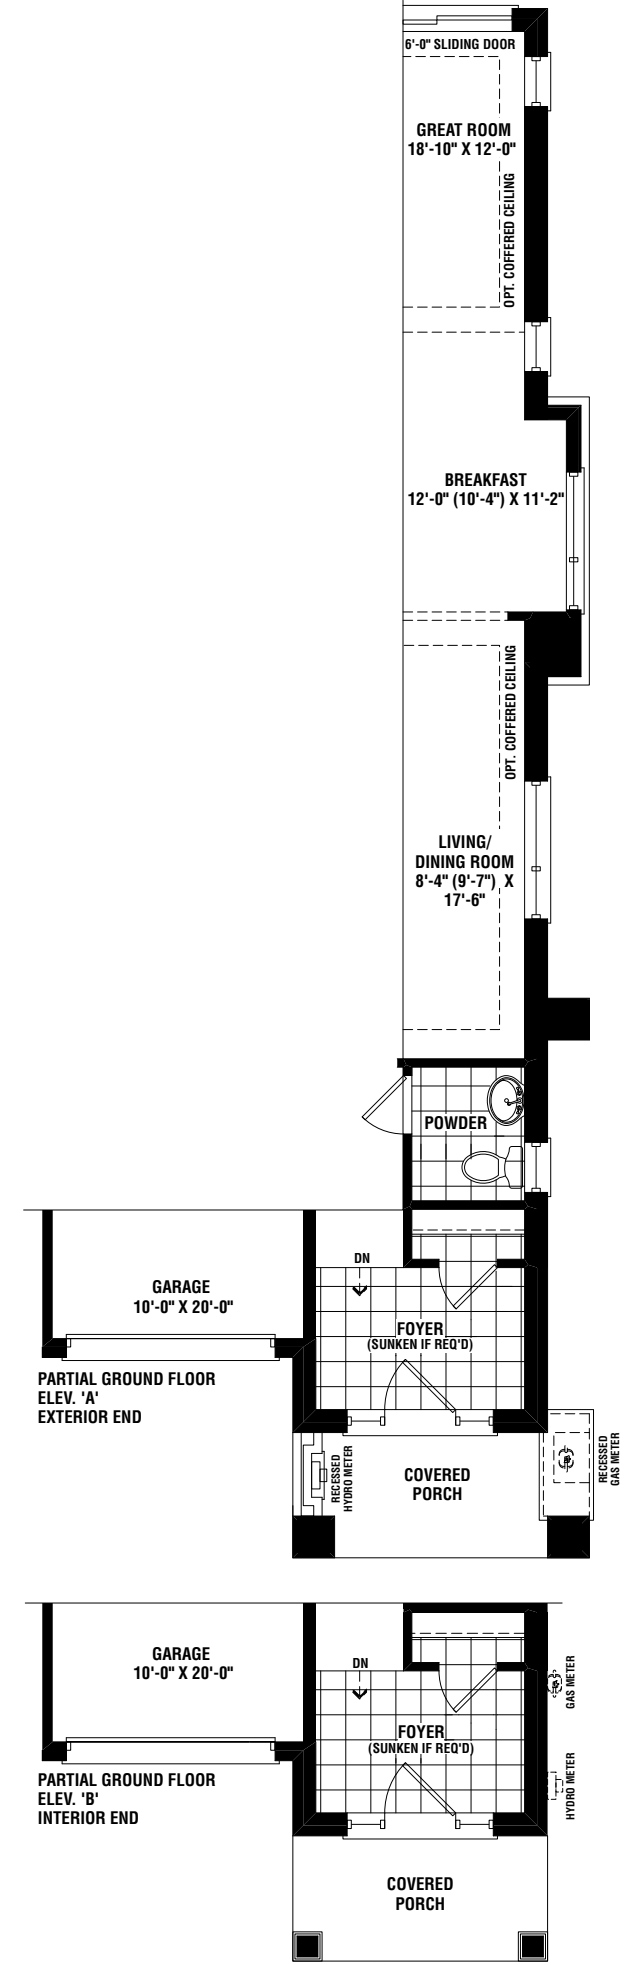 6'-0" SLIDING DOOR
GREAT ROOM
18'-10" X 12'-0"
OPT. COFFERED CEILING
BREAKFAST
12'-0" (10'-4") X 11'-2"
OPT. COFFERED CEILING
LIVING/
DINING ROOM
8'-4" (9'-7") X
17'-6"
POWDER
DN
GARAGE
10'-0" X 20'-0"
FOYER
(SUNKEN IF REQ'D)
PARTIAL GROUND FLOOR
ELEV. 'A'
EXTERIOR END
RECESSED
HYDRO METER
COVERED
PORCH
RECESSED
GAS METER
GARAGE
10'-0" X 20'-0"
DN
GAS METER
FOYER
(SUNKEN IF REQ'D)
PARTIAL GROUND FLOOR
ELEV. 'B'
INTERIOR END
HYDRO METER
COVERED
PORCH